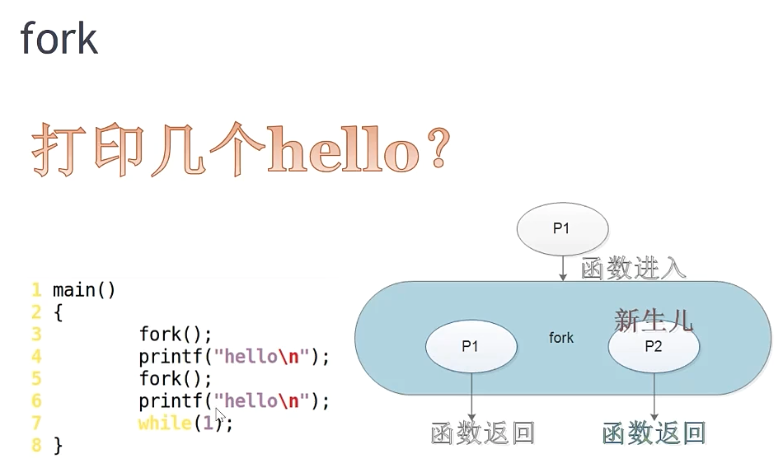 fork
打印几个hello?
1 main()
2 {
3 fork();
4 printf("hello\n");
5 fork();
6 printf("hello\n");
7 while(1);
8 }
P1
函数进入
新生儿
P1
fork
P2
函数返回
函数返回